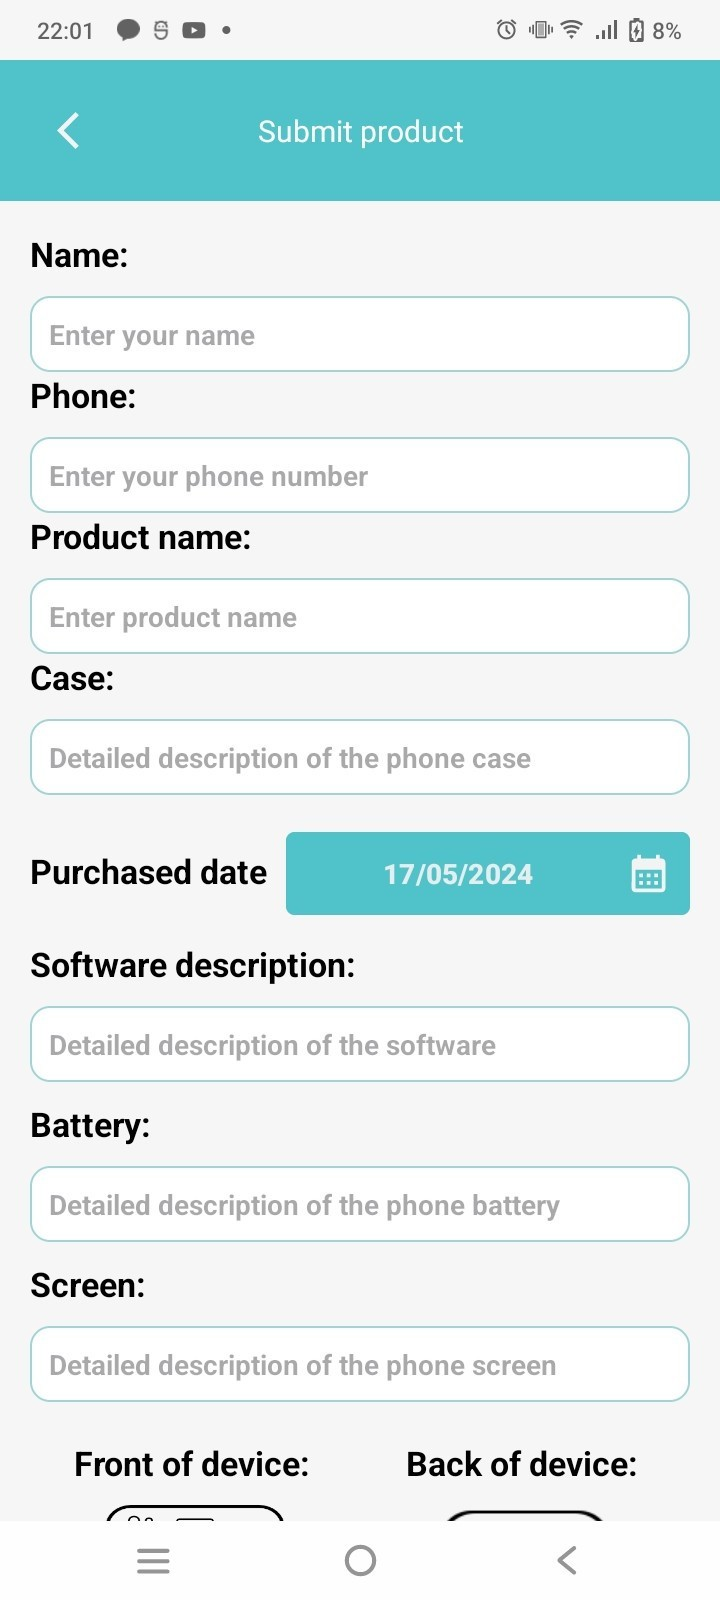 22:01
8%
Submit product
Name:
Enter your name
Phone:
Enter your phone number
Product name:
Enter product name
Case:
Detailed description of the phone case
Purchased date 17/05/2024
Software description:
Detailed description of the software
Battery:
Detailed description of the phone battery
Screen:
Detailed description of the phone screen
Front of device: Back of device: